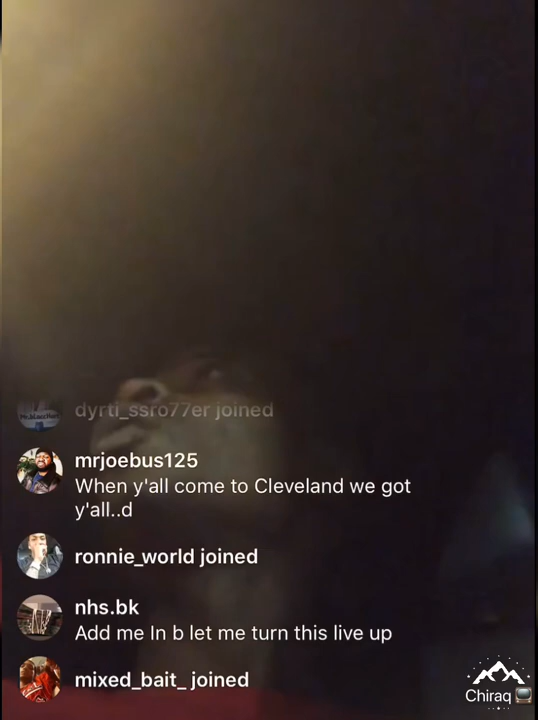 dyrti_ssro77er joined
mrjoebus125
When y'all come to Cleveland we got
y'all..d
ronnie_world joined
nhs.bk
Add me In b let me turn this live up
mixed_bait_ joined
Chiraq